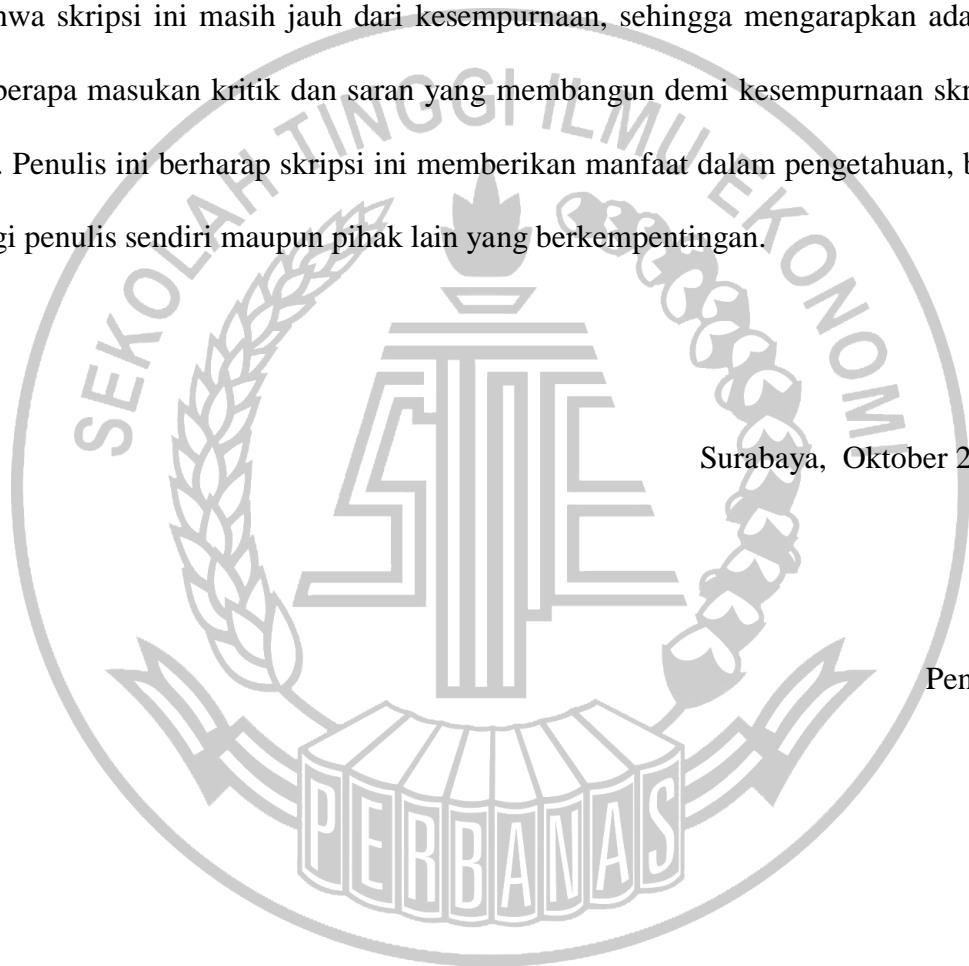 hwa skripsi ini masih jauh dari kesempurnaan, sehingga mengarapkan ada
perapa masukan kritik dan saran yang membangun demi kesempurnaan skr
. Penulis ini berharap skripsi ini memberikan manfaat dalam pengetahuan, b
gi penulis sendiri maupun pihak lain yang berkempentingan.
SEKOLAH TINGGI ILMU EKONOMI
Surabaya, Oktober 2
Pen
PERBANAS